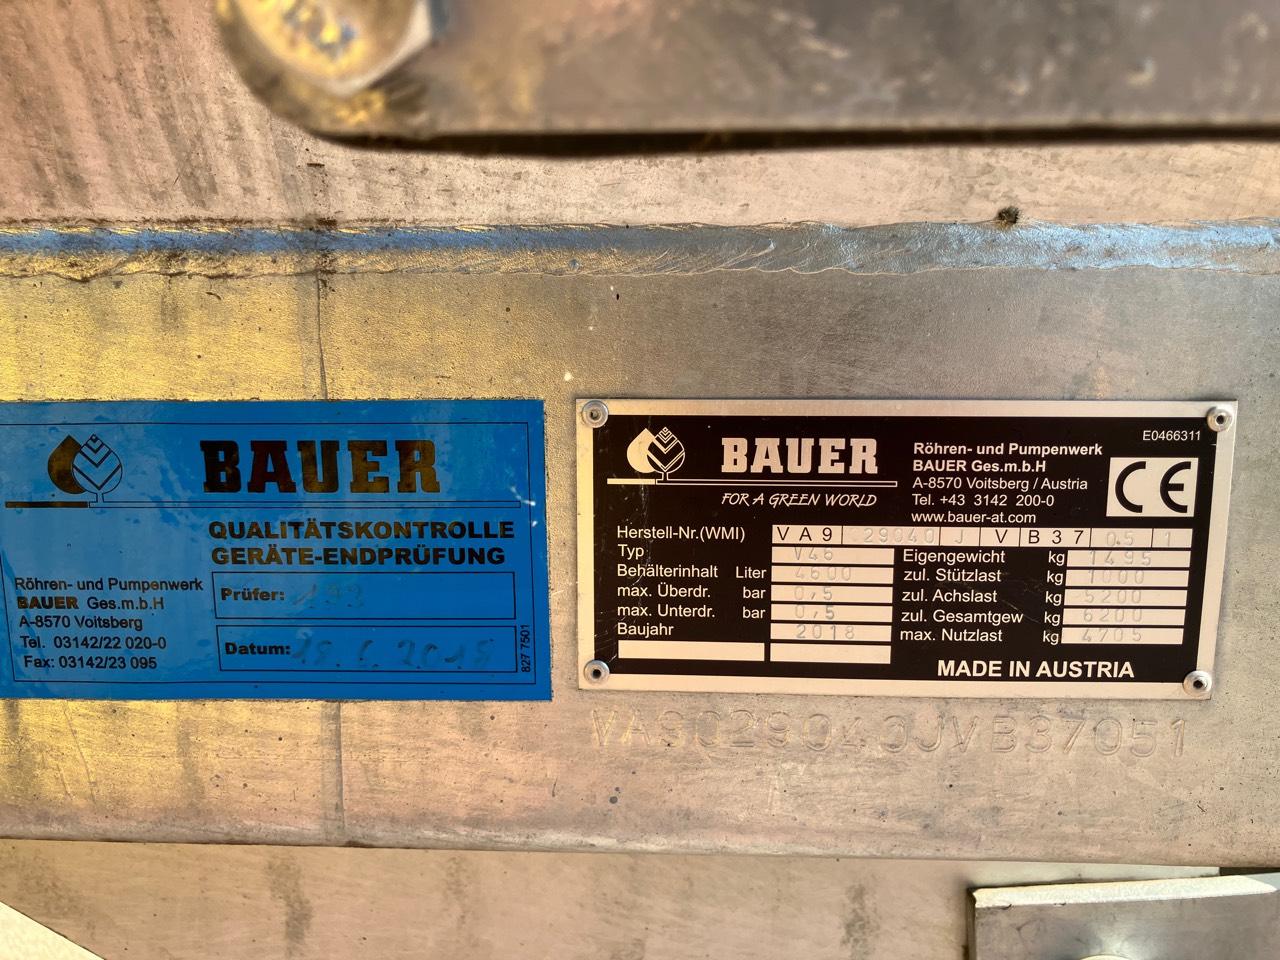 BAUER
QUALITÄTSKONTROLLE
GERÄTE-ENDPRÜFUNG
Röhren- und Pumpenwerk
BAUER Ges.m.b.H
A-8570 Voitsberg
Tel. 03142/22 020-0
Fax: 03142/23 095
Prüfer:
Datum:
827 7501
E0466311
BAUER
FOR A GREEN WORLD
Röhren- und Pumpenwerk
BAUER Ges.m.b.H
A-8570 Voitsberg / Austria
Tel. +43 3142 200-0
www.bauer-at.com
CE
Herstell-Nr.(WMI) VA9 029040 J V B37 05 1
Typ V46
Behälterinhalt Liter 4600
max. Überdr. bar 0,5
max. Unterdr. bar 0,5
Baujahr 2018
Eigengewicht kg 1495
zul. Stützlast kg 1000
zul. Achslast kg 5200
zul. Gesamtgew kg 6200
max. Nutzlast kg 4705
MADE IN AUSTRIA
VA9029040JVB37051